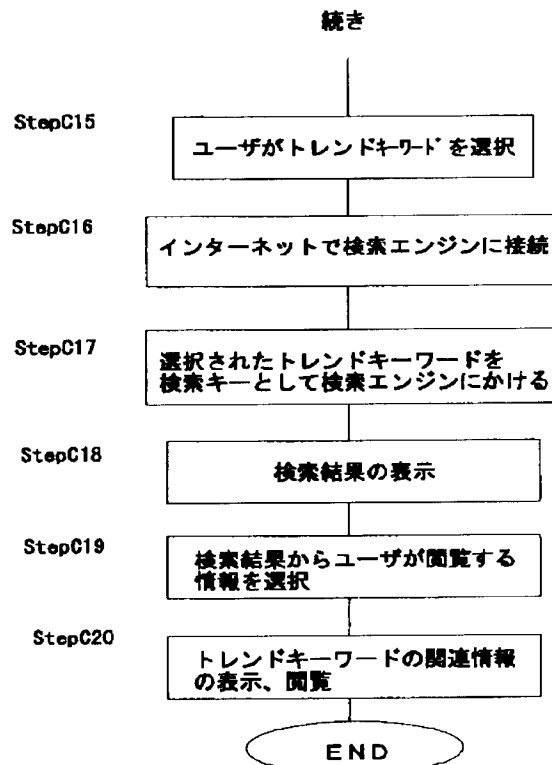 続き
StepC15
ユーザがトレンドキーワードを選択
StepC16
インターネットで検索エンジンに接続
StepC17
選択されたトレンドキーワードを
検索キーとして検索エンジンにかける
StepC18
検索結果の表示
StepC19
検索結果からユーザが閲覧する
情報を選択
StepC20
トレンドキーワードの関連情報
の表示、閲覧
END